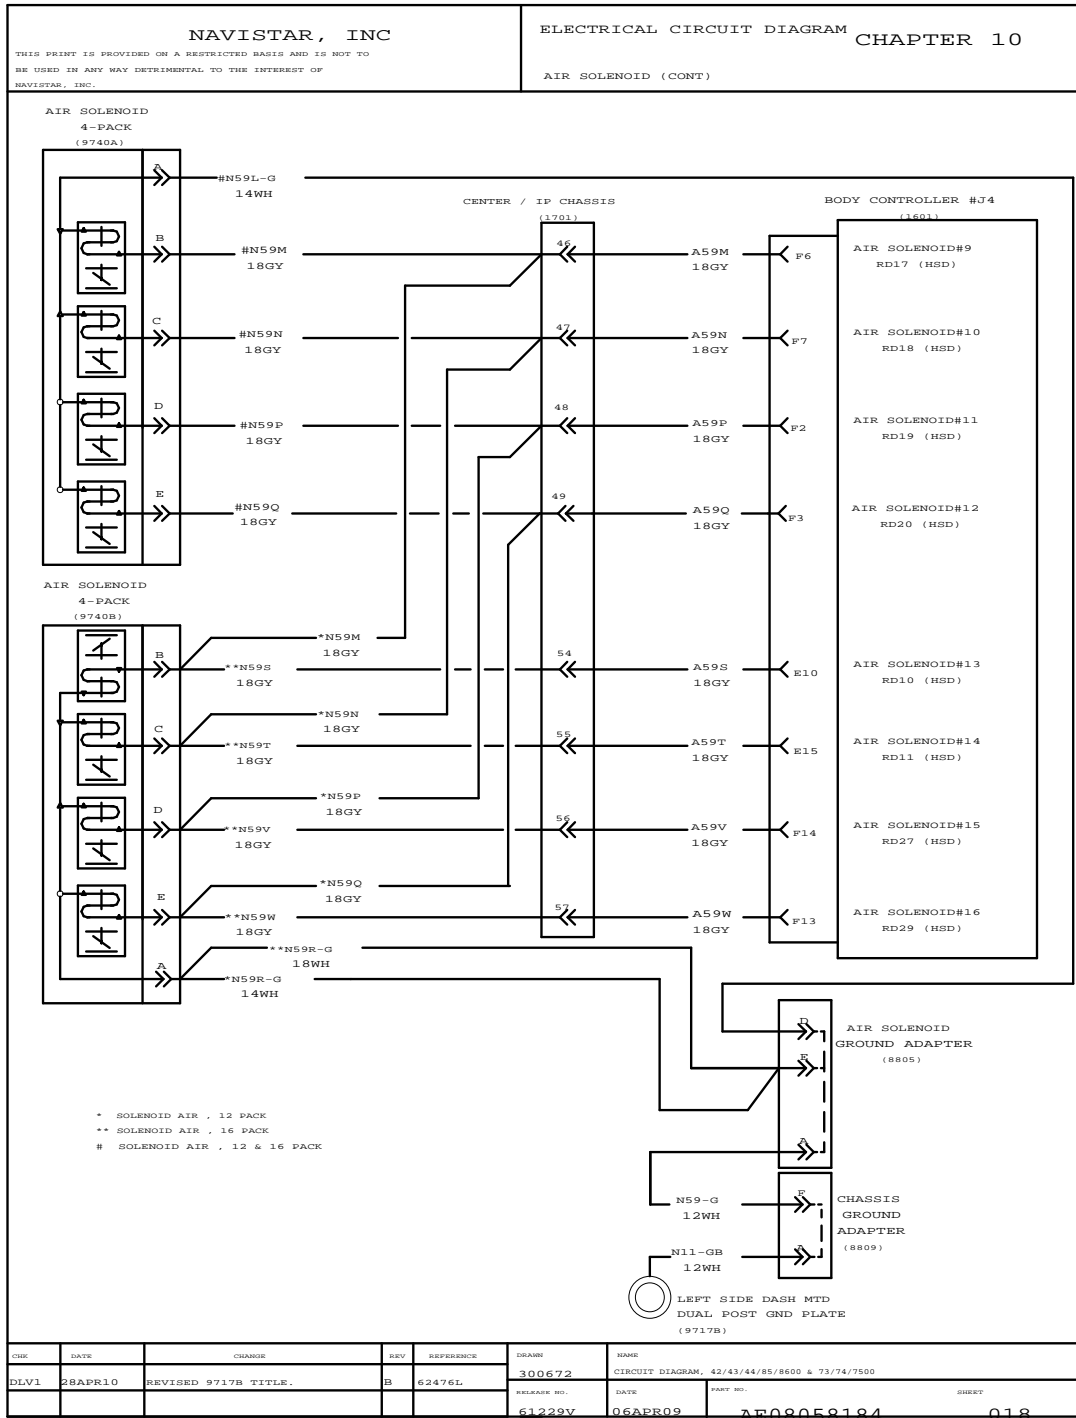 NAVISTAR, INC
THIS PRINT IS PROVIDED ON A RESTRICTED BASIS AND IS NOT TO
BE USED IN ANY WAY DETRIMENTAL TO THE INTEREST OF
NAVISTAR, INC.
ELECTRICAL CIRCUIT DIAGRAM
CHAPTER 10
AIR SOLENOID (CONT)
AIR SOLENOID
4-PACK
(9740A)
A
#N59L-G
14WH
CENTER / IP CHASSIS
(1701)
BODY CONTROLLER #J4
(1601)
B
#N59M
18GY
46
A59M
18GY
F6
AIR SOLENOID#9
RD17 (HSD)
C
#N59N
18GY
47
A59N
18GY
F7
AIR SOLENOID#10
RD18 (HSD)
D
#N59P
18GY
48
A59P
18GY
F2
AIR SOLENOID#11
RD19 (HSD)
E
#N59Q
18GY
49
A59Q
18GY
F3
AIR SOLENOID#12
RD20 (HSD)
AIR SOLENOID
4-PACK
(9740B)
*N59M
18GY
B
**N59S
18GY
54
A59S
18GY
E10
AIR SOLENOID#13
RD10 (HSD)
*N59N
18GY
C
**N59T
18GY
55
A59T
18GY
E15
AIR SOLENOID#14
RD11 (HSD)
*N59P
18GY
D
**N59V
18GY
56
A59V
18GY
F14
AIR SOLENOID#15
RD27 (HSD)
*N59Q
18GY
E
**N59W
18GY
57
A59W
18GY
F13
AIR SOLENOID#16
RD29 (HSD)
**N59R-G
18WH
A
*N59R-G
14WH
D
E
A
AIR SOLENOID
GROUND ADAPTER
(8805)
* SOLENOID AIR , 12 PACK
** SOLENOID AIR , 16 PACK
# SOLENOID AIR , 12 & 16 PACK
N59-G
12WH
F
CHASSIS
GROUND
ADAPTER
(8809)
N11-GB
12WH
A
LEFT SIDE DASH MTD
DUAL POST GND PLATE
(9717B)
CHK DATE CHANGE REV REFERENCE
DLV1 28APR10 REVISED 9717B TITLE. B 62476L
DRAWN
300672
NAME
CIRCUIT DIAGRAM, 42/43/44/85/8600 & 73/74/7500
RELEASE NO.
61229V
DATE
06APR09
PART NO.
AE08058184
SHEET
018